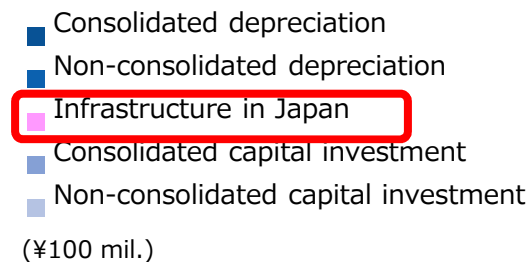 Consolidated depreciation
Non-consolidated depreciation
Infrastructure in Japan
Consolidated capital investment
Non-consolidated capital investment
(¥100 mil.)